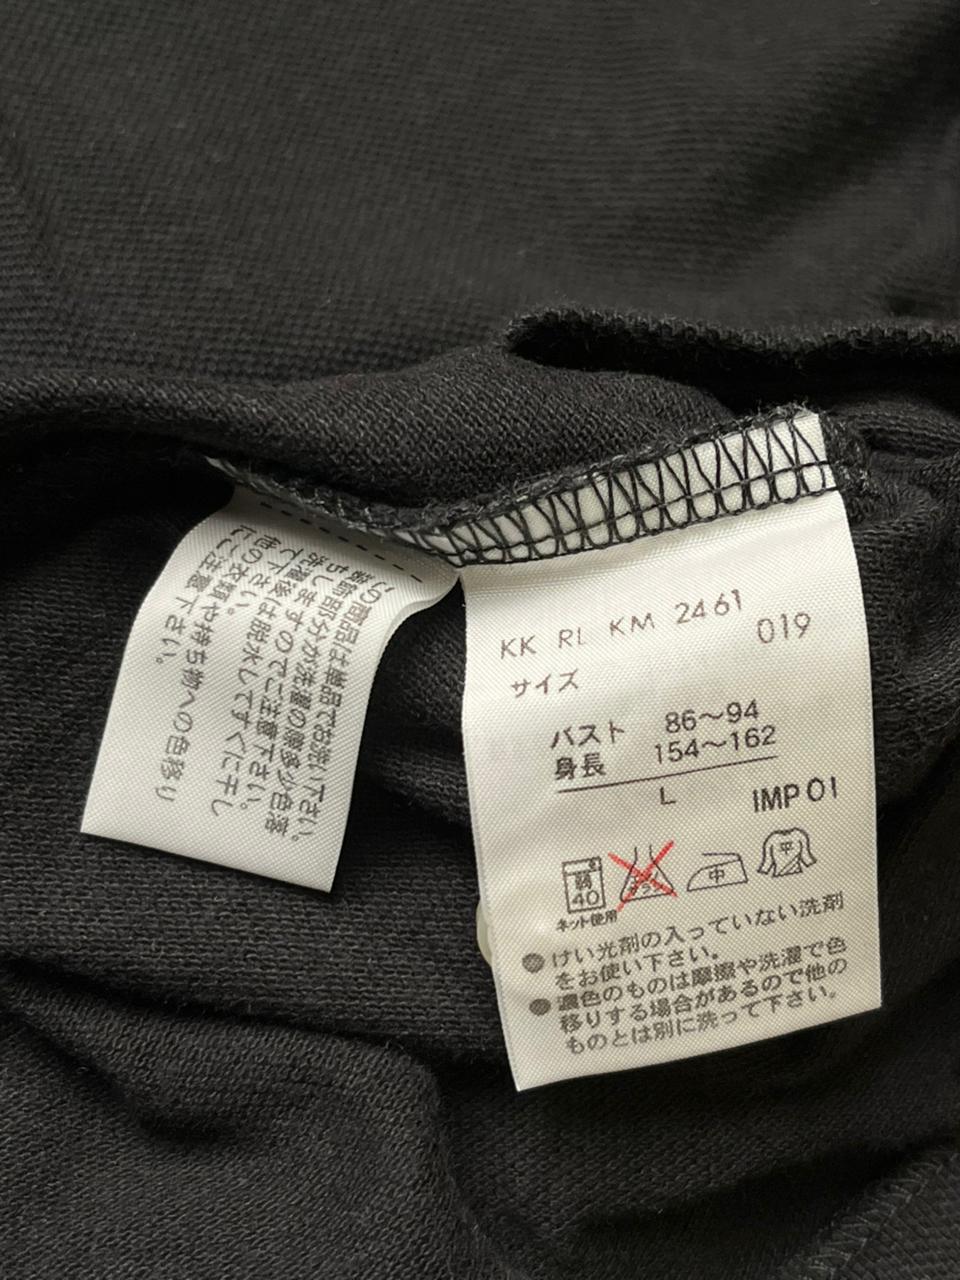 この商品は単品でお洗い下さい。
装飾部分が洗濯の際多少色落
ちしますのでご注意下さい。
洗濯後は脱水してすぐに干し
て下さい。
他の衣類や持ち物への色移り
にご注意下さい。
KK RL KM 2461
019
サイズ
バスト 86～94
身長 154～162
L
IMP 01
弱
40
中
平
ネット使用
●けい光剤の入っていない洗剤
をお使い下さい。
●濃色のものは摩擦や洗濯で色
移りする場合があるので他の
ものとは別に洗って下さい。